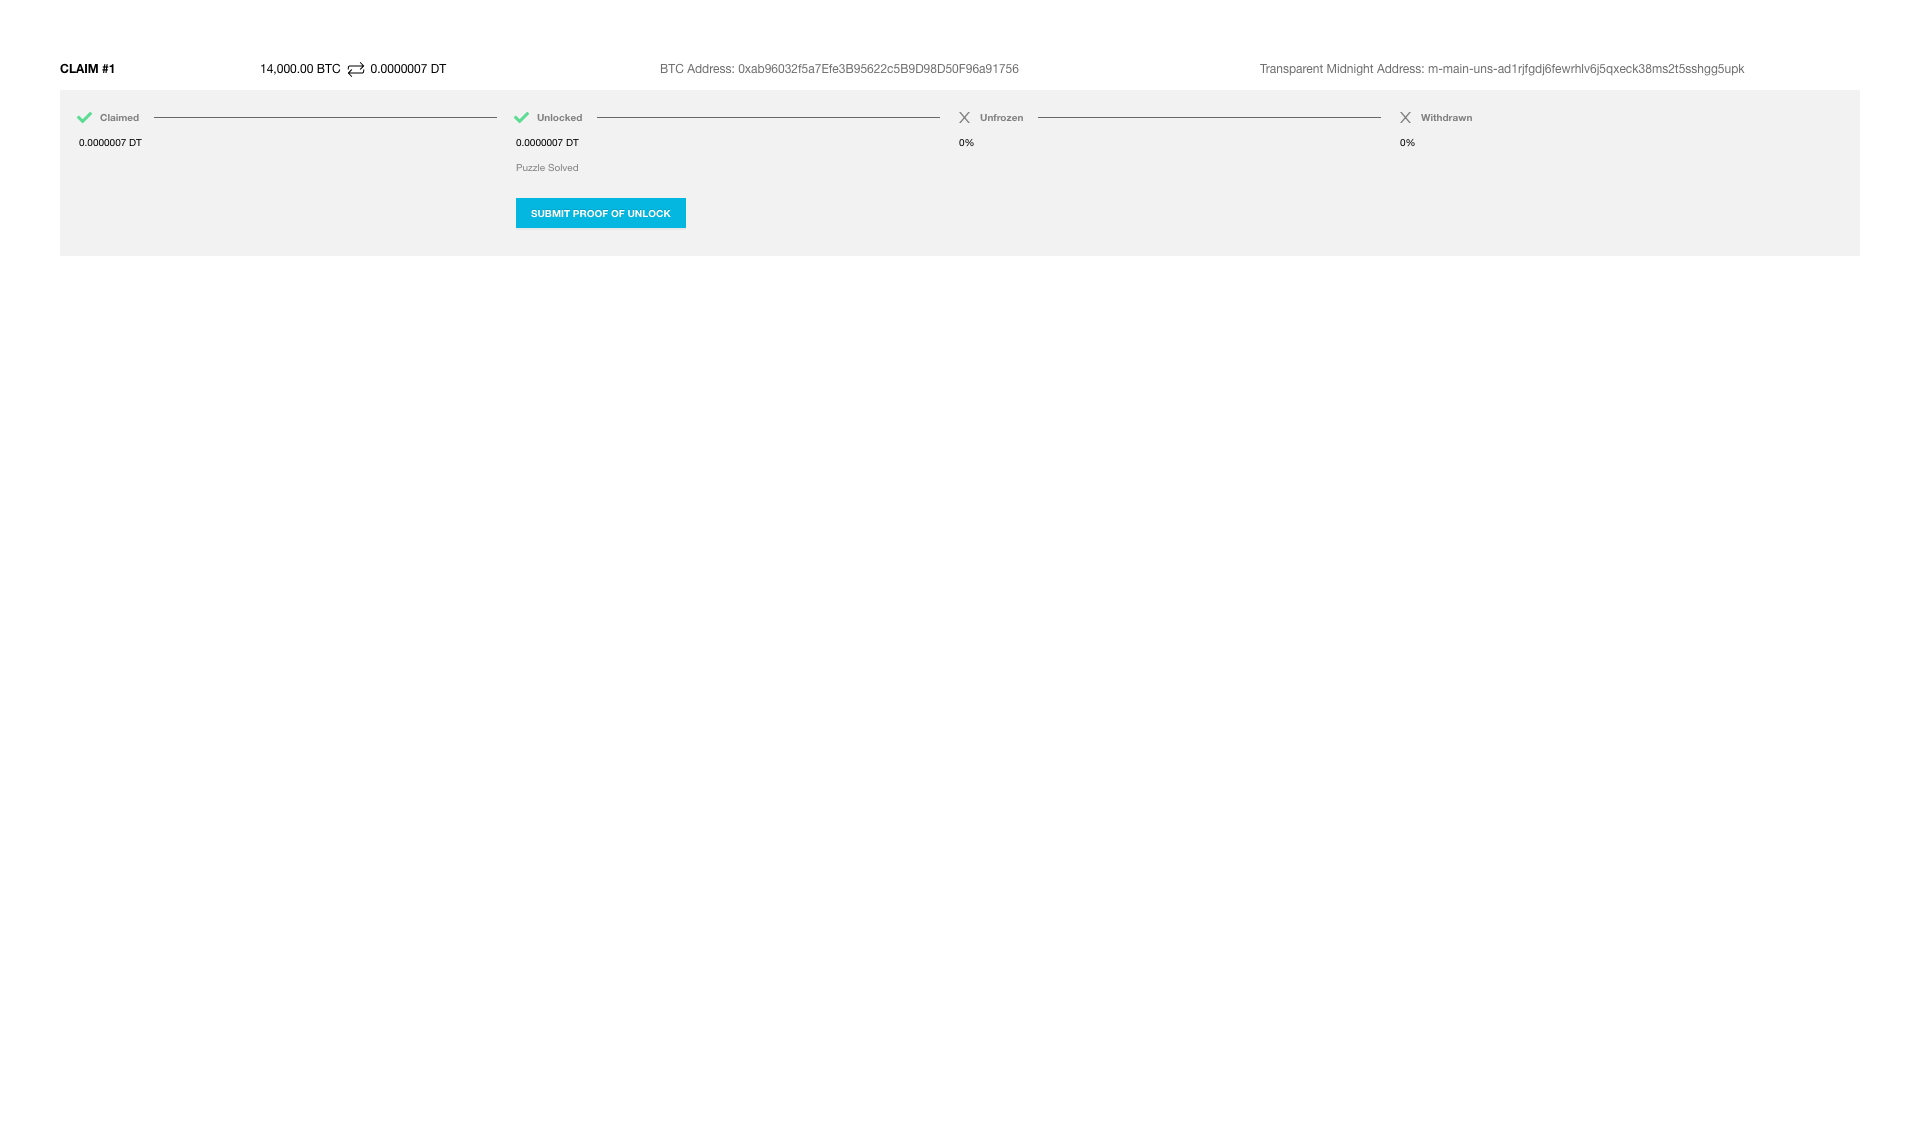 CLAIM #1 14,000.00 BTC 0.0000007 DT BTC Address: 0xab96032f5a7Efe3B95622c5B9D98D50F96a91756 Transparent Midnight Address: m-main-uns-ad1rjfgdj6fewrhlv6j5qxeck38ms2t5sshgg5upk
Claimed Unlocked Unfrozen Withdrawn
0.0000007 DT 0.0000007 DT 0% 0%
Puzzle Solved
SUBMIT PROOF OF UNLOCK